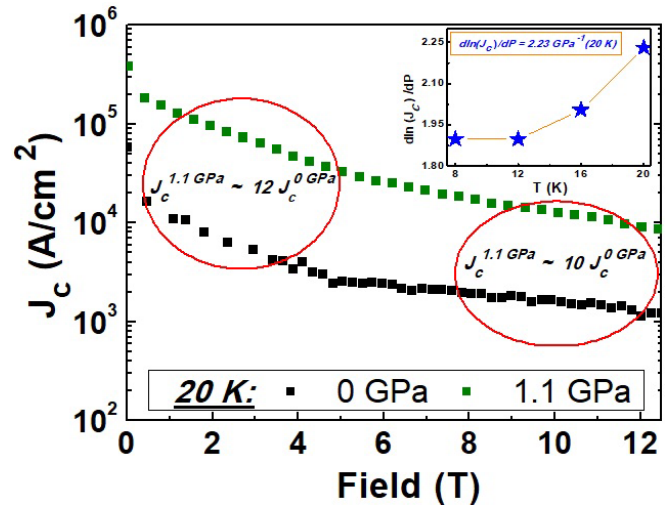 10^6
10^5
10^4
10^3
10^2
J_C (A/cm^2)
dln(J_C)/dP = 2.23 GPa^-1 (20 K)
2.25
2.10
1.95
1.80
dln (J_C) /dP
8 12 16 20
T (K)
J_c^1.1 GPa ~ 12 J_c^0 GPa
J_c^1.1 GPa ~ 10 J_c^0 GPa
20 K: 0 GPa 1.1 GPa
0 2 4 6 8 10 12
Field (T)